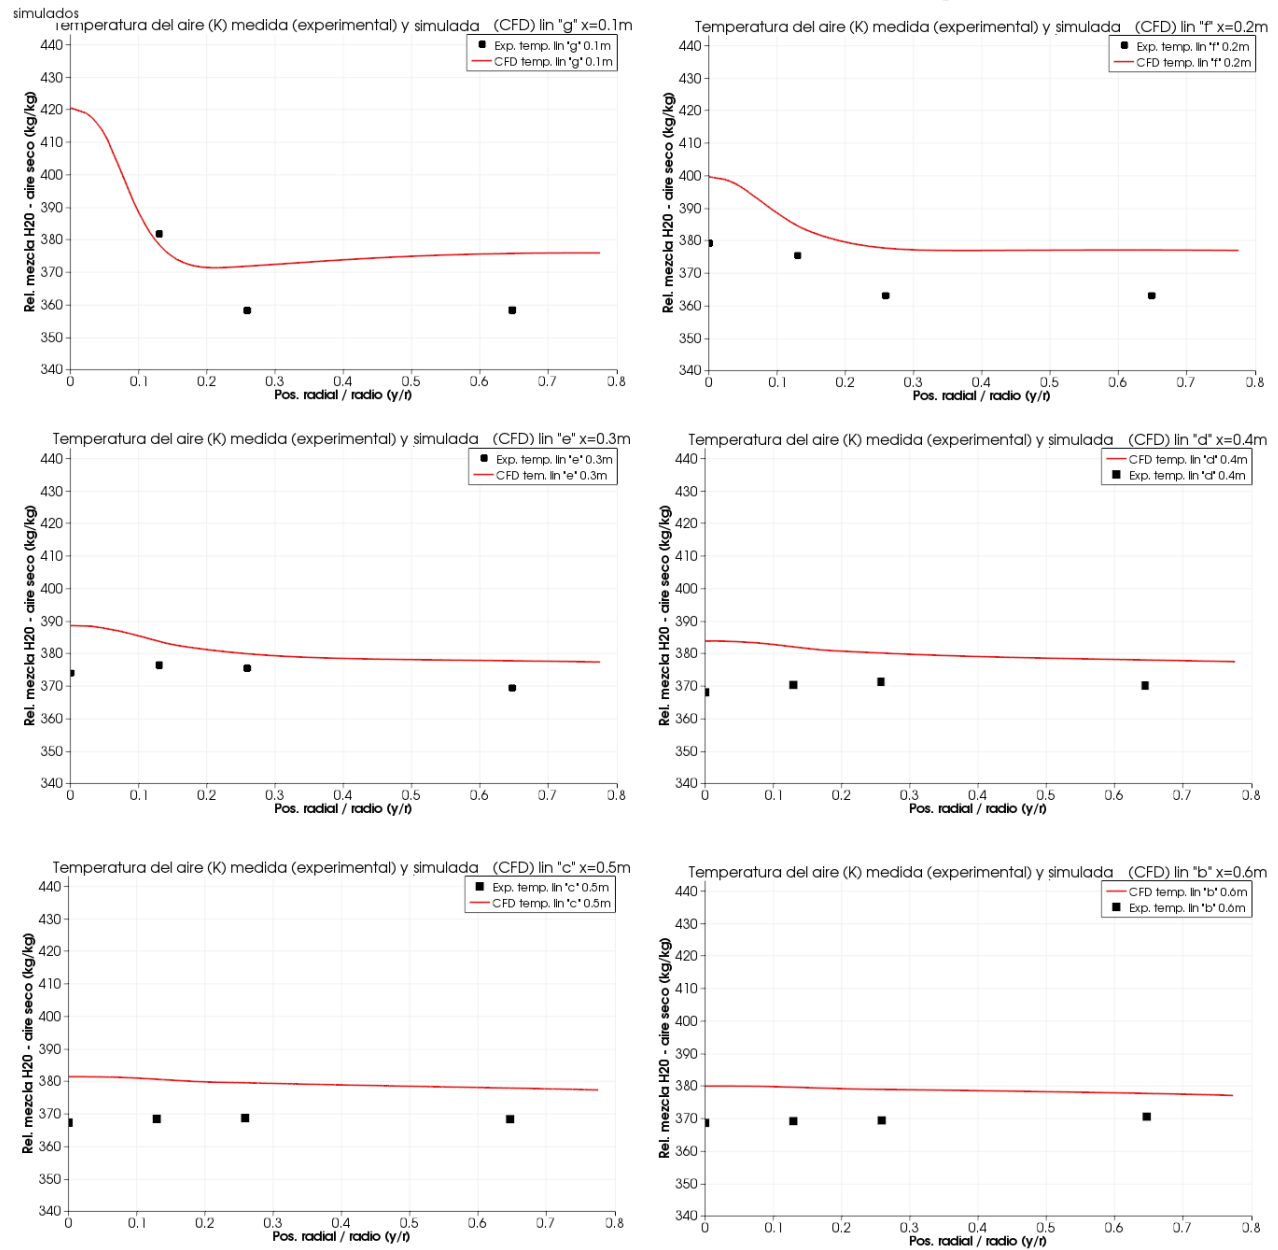 simulados
Temperatura del aire (K) medida (experimental) y simulada (CFD) lin "g" x=0.1m
Exp. temp. lin "g" 0.1m
CFD temp. lin "g" 0.1m
Rel. mezcla H20 - aire seco (kg/kg)
440
430
420
410
400
390
380
370
360
350
340
0 0.1 0.2 0.3 0.4 0.5 0.6 0.7 0.8
Pos. radial / radio (y/r)
Temperatura del aire (K) medida (experimental) y simulada (CFD) lin "f" x=0.2m
Exp. temp. lin "f" 0.2m
CFD temp. lin "f" 0.2m
Rel. mezcla H20 - aire seco (kg/kg)
440
430
420
410
400
390
380
370
360
350
340
0 0.1 0.2 0.3 0.4 0.5 0.6 0.7 0.8
Pos. radial / radio (y/r)
Temperatura del aire (K) medida (experimental) y simulada (CFD) lin "e" x=0.3m
Exp. temp. lin "e" 0.3m
CFD tem. lin "e" 0.3m
Rel. mezcla H20 - aire seco (kg/kg)
440
430
420
410
400
390
380
370
360
350
340
0 0.1 0.2 0.3 0.4 0.5 0.6 0.7 0.8
Pos. radial / radio (y/r)
Temperatura del aire (K) medida (experimental) y simulada (CFD) lin "d" x=0.4m
CFD temp. lin "d" 0.4m
Exp. temp. lin "d" 0.4m
Rel. mezcla H20 - aire seco (kg/kg)
440
430
420
410
400
390
380
370
360
350
340
0 0.1 0.2 0.3 0.4 0.5 0.6 0.7 0.8
Pos. radial / radio (y/r)
Temperatura del aire (K) medida (experimental) y simulada (CFD) lin "c" x=0.5m
Exp. temp. lin "c" 0.5m
CFD temp. lin "c" 0.5m
Rel. mezcla H20 - aire seco (kg/kg)
440
430
420
410
400
390
380
370
360
350
340
0 0.1 0.2 0.3 0.4 0.5 0.6 0.7 0.8
Pos. radial / radio (y/r)
Temperatura del aire (K) medida (experimental) y simulada (CFD) lin "b" x=0.6m
CFD temp. lin "b" 0.6m
Exp. temp. lin "b" 0.6m
Rel. mezcla H20 - aire seco (kg/kg)
440
430
420
410
400
390
380
370
360
350
340
0 0.1 0.2 0.3 0.4 0.5 0.6 0.7 0.8
Pos. radial / radio (y/r)